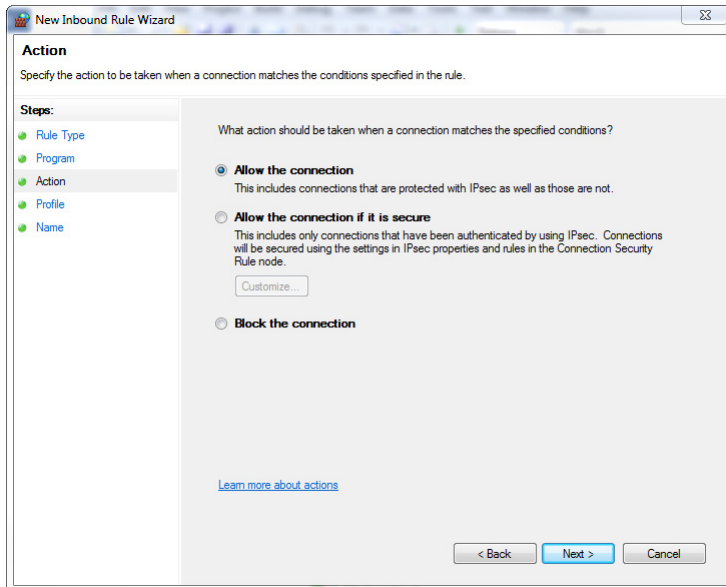 New Inbound Rule Wizard
Action
Specify the action to be taken when a connection matches the conditions specified in the rule.
Steps:
Rule Type
Program
Action
Profile
Name
What action should be taken when a connection matches the specified conditions?
Allow the connection
This includes connections that are protected with IPsec as well as those are not.
Allow the connection if it is secure
This includes only connections that have been authenticated by using IPsec. Connections
will be secured using the settings in IPsec properties and rules in the Connection Security
Rule node.
Customize...
Block the connection
Learn more about actions
< Back
Next >
Cancel